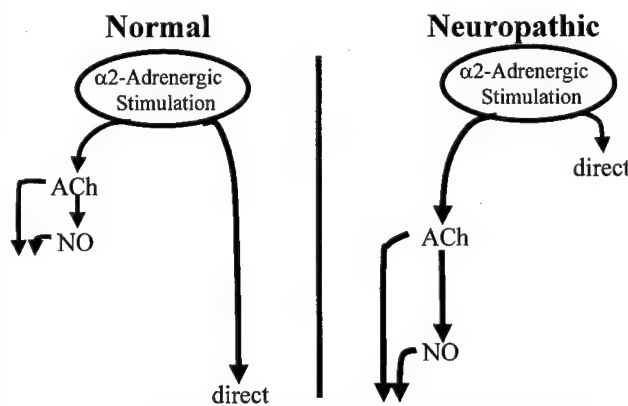 Normal
α2-Adrenergic
Stimulation
ACh
NO
direct
Neuropathic
α2-Adrenergic
Stimulation
direct
ACh
NO